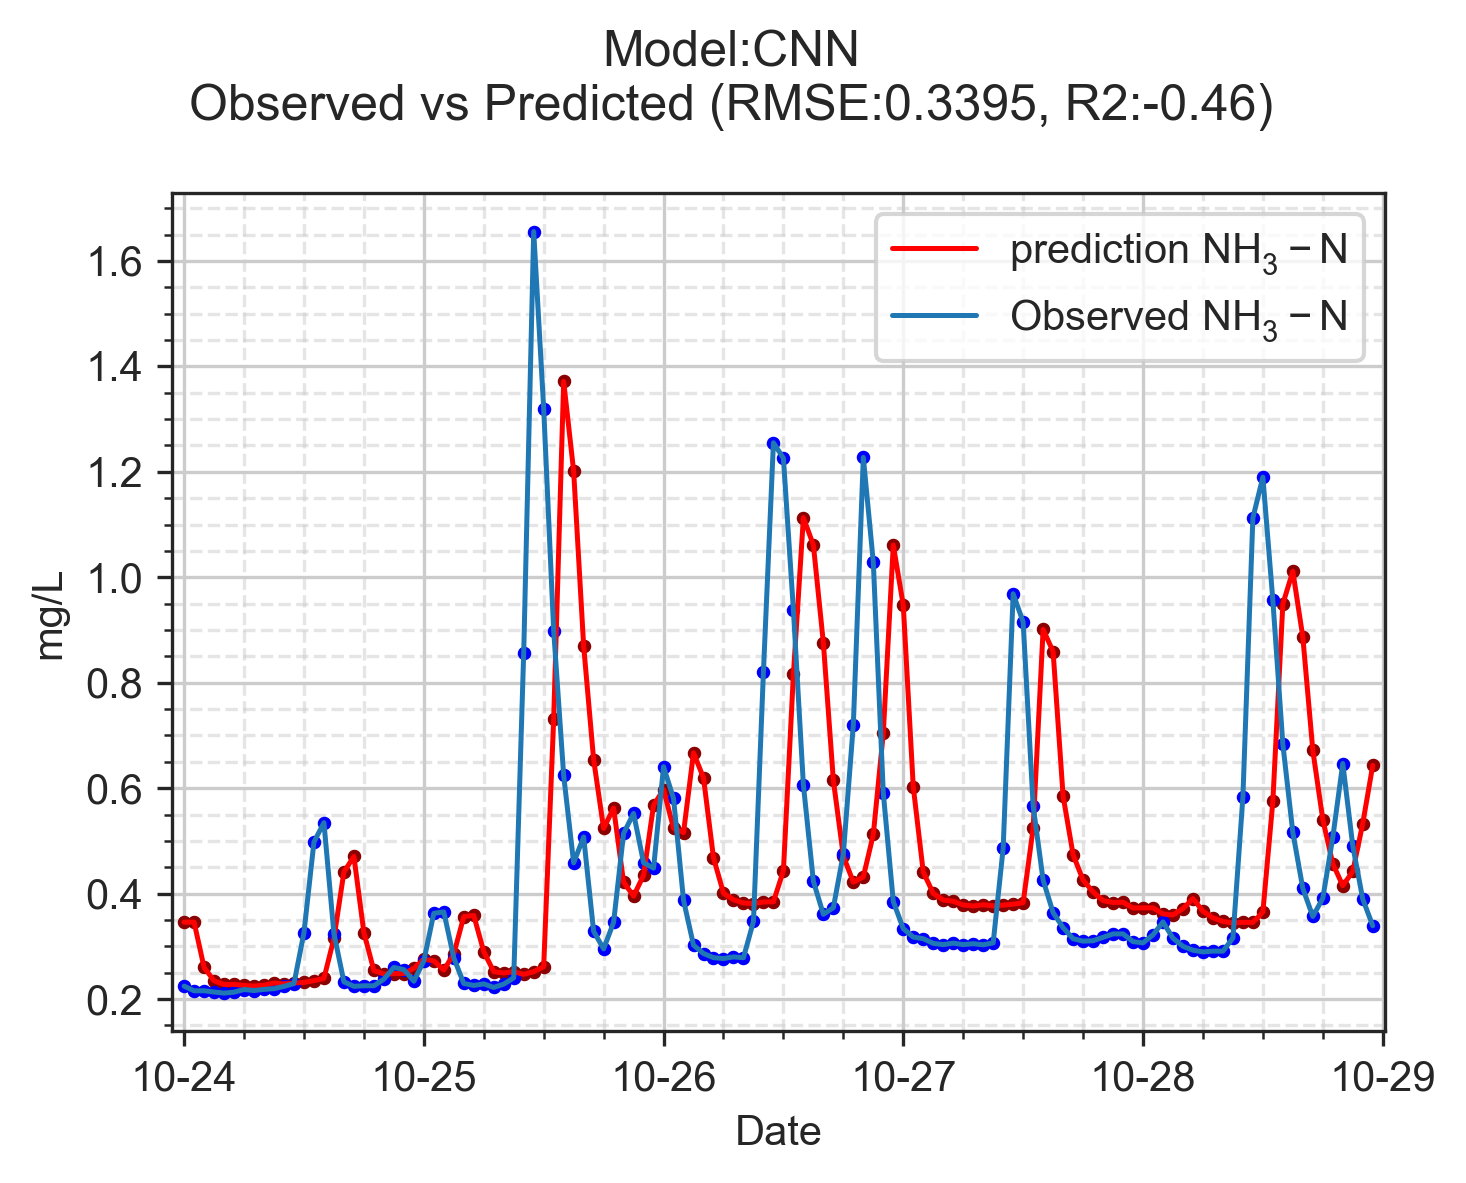 Model:CNN
Observed vs Predicted (RMSE:0.3395, R2:-0.46)
prediction NH₃ − N
Observed NH₃ − N
1.6
1.4
1.2
1.0
0.8
0.6
0.4
0.2
mg/L
10-24 10-25 10-26 10-27 10-28 10-29
Date